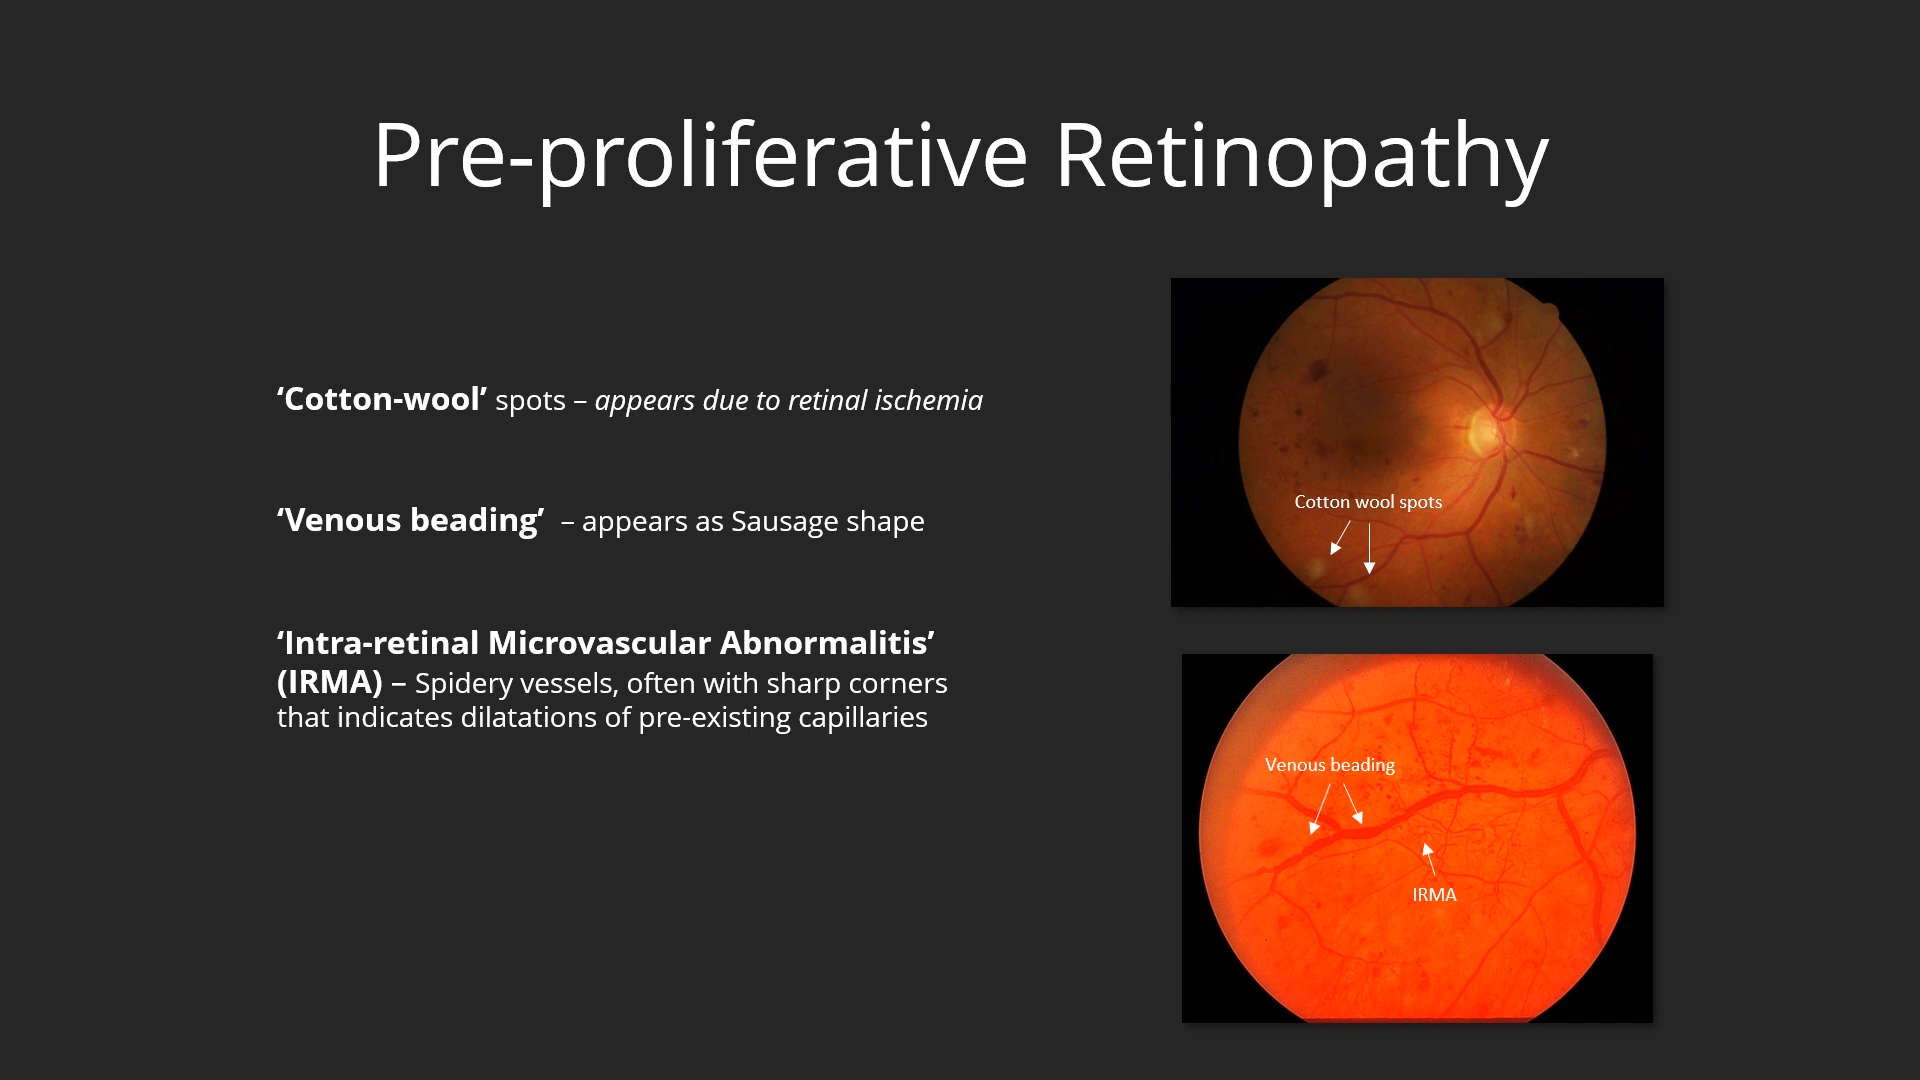 Pre-proliferative Retinopathy
‘Cotton-wool’ spots – appears due to retinal ischemia
‘Venous beading’ – appears as Sausage shape
‘Intra-retinal Microvascular Abnormalitis’
(IRMA) – Spidery vessels, often with sharp corners
that indicates dilatations of pre-existing capillaries
Cotton wool spots
Venous beading
IRMA